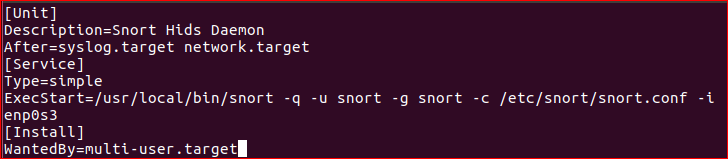 [Unit]
Description=Snort Hids Daemon
After=syslog.target network.target
[Service]
Type=simple
ExecStart=/usr/local/bin/snort -q -u snort -g snort -c /etc/snort/snort.conf -i
enp0s3
[Install]
WantedBy=multi-user.target